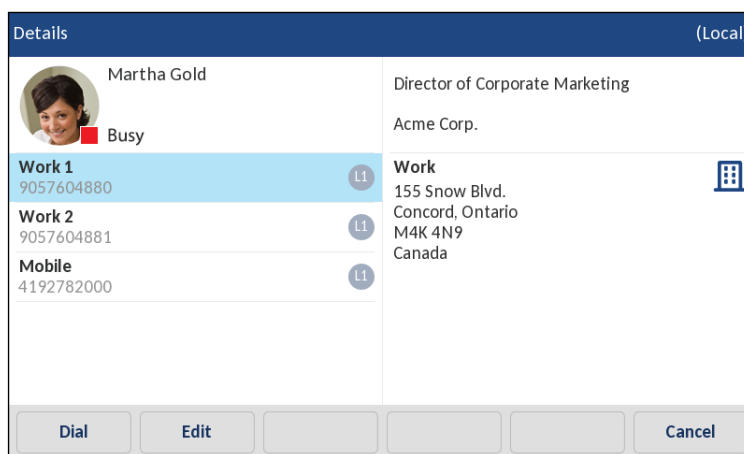 Details
(Local
Martha Gold
Busy
Work 1
9057604880
L1
Work 2
9057604881
L1
Mobile
4192782000
L1
Director of Corporate Marketing
Acme Corp.
Work
155 Snow Blvd.
Concord, Ontario
M4K 4N9
Canada
Dial
Edit
Cancel